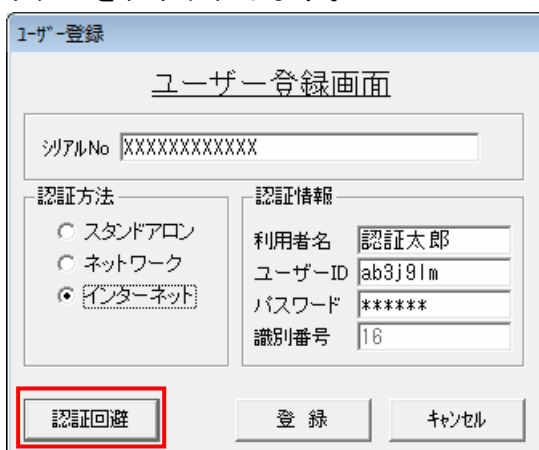 ユーザー登録
ユーザー登録画面
シリアルNo XXXXXXXXXXXXX
認証方法
スタンドアロン
ネットワーク
インターネット
認証情報
利用者名 認証太郎
ユーザーID ab3j9lm
パスワード ******
識別番号 16
認証回避 登 録 キャンセル